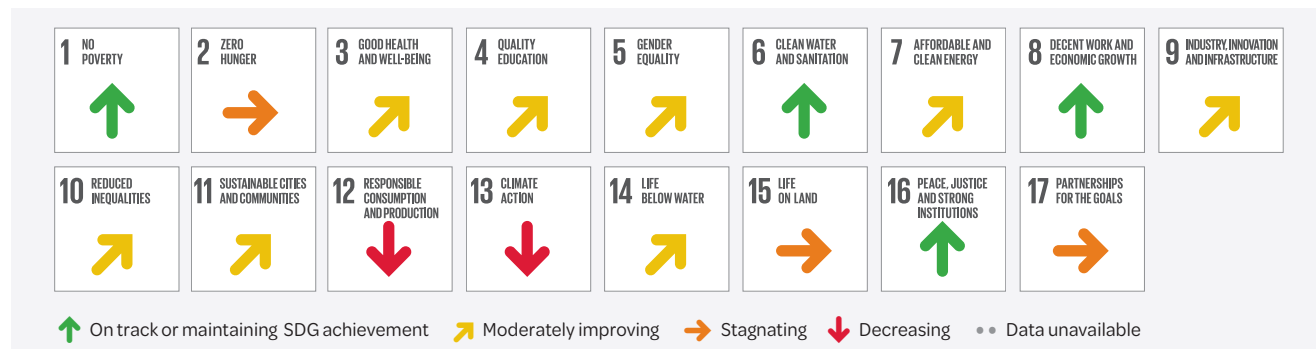 1 NO
POVERTY
2 ZERO
HUNGER
3 GOOD HEALTH
AND WELL-BEING
4 QUALITY
EDUCATION
5 GENDER
EQUALITY
6 CLEAN WATER
AND SANITATION
7 AFFORDABLE AND
CLEAN ENERGY
8 DECENT WORK AND
ECONOMIC GROWTH
9 INDUSTRY, INNOVATION
AND INFRASTRUCTURE
10 REDUCED
INEQUALITIES
11 SUSTAINABLE CITIES
AND COMMUNITIES
12 RESPONSIBLE
CONSUMPTION
AND PRODUCTION
13 CLIMATE
ACTION
14 LIFE
BELOW WATER
15 LIFE
ON LAND
16 PEACE, JUSTICE
AND STRONG
INSTITUTIONS
17 PARTNERSHIPS
FOR THE GOALS
On track or maintaining SDG achievement
Moderately improving
Stagnating
Decreasing
Data unavailable